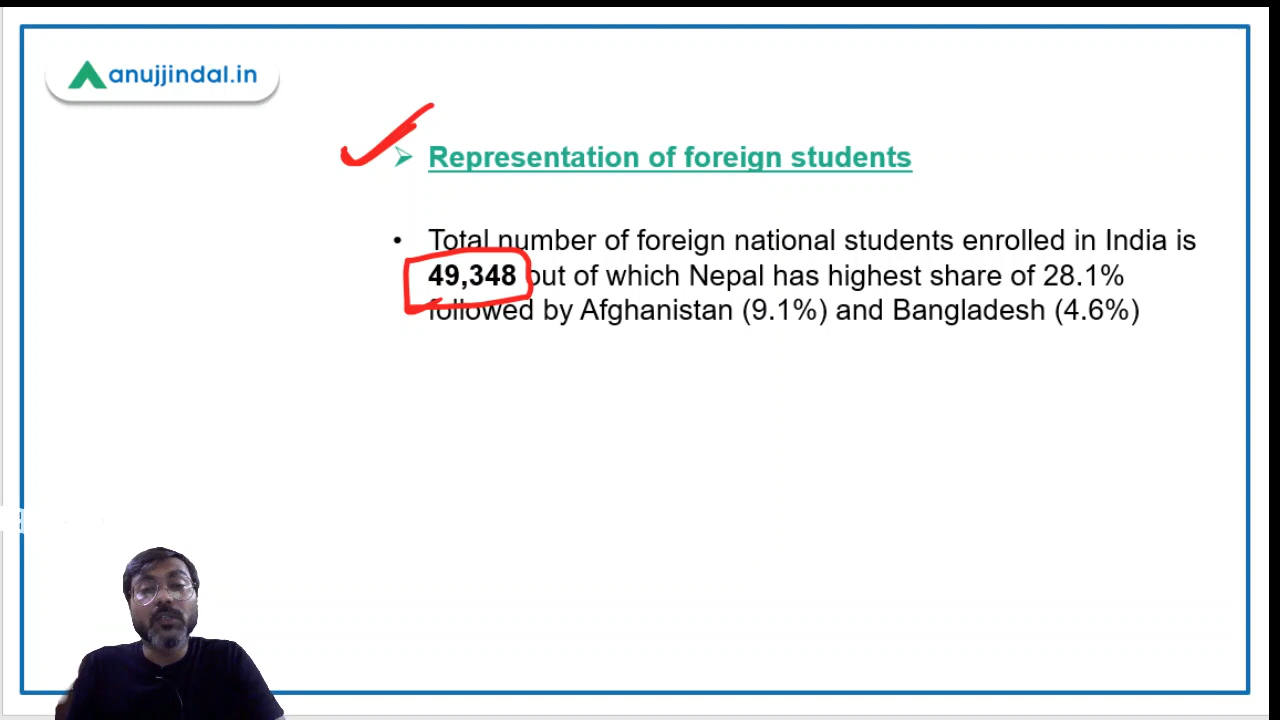 anujjindal.in
➢ Representation of foreign students
• Total number of foreign national students enrolled in India is
49,348 out of which Nepal has highest share of 28.1%
followed by Afghanistan (9.1%) and Bangladesh (4.6%)